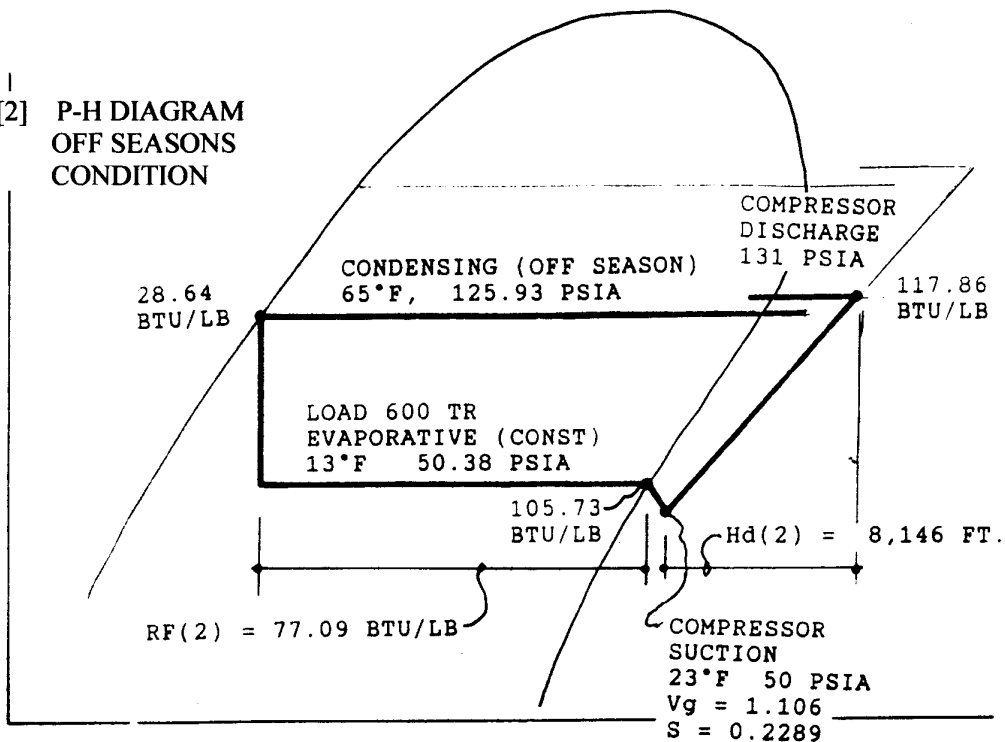 [2] P-H DIAGRAM
OFF SEASONS
CONDITION
COMPRESSOR
DISCHARGE
131 PSIA
CONDENSING (OFF SEASON)
65°F, 125.93 PSIA
28.64
BTU/LB
117.86
BTU/LB
LOAD 600 TR
EVAPORATIVE (CONST)
13°F 50.38 PSIA
105.73
BTU/LB
Hd(2) = 8,146 FT.
RF(2) = 77.09 BTU/LB
COMPRESSOR
SUCTION
23°F 50 PSIA
Vg = 1.106
S = 0.2289